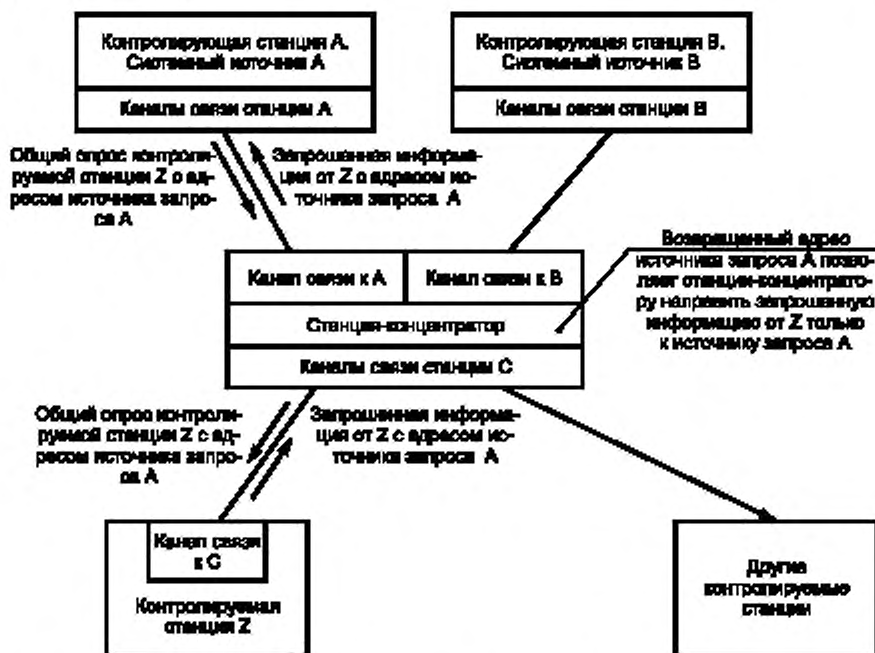 Контролирующая станция A.
Системный источник A
Каналы связи станции A
Контролирующая станция B.
Системный источник B
Каналы связи станции B
Общий опрос контроли-
руемой станции Z с ад-
ресом источника запро-
са A
Запрошенная информа-
ция от Z с адресом ис-
точника запроса A
Канал связи к A
Канал связи к B
Станция-концентратор
Каналы связи станции C
Возвращенный адрес
источника запроса A позво-
ляет станции-концентрато-
ру направить запрошенную
информацию от Z только
к источнику запроса A
Общий опрос контроли-
руемой станции Z с ад-
ресом источника запро-
са A
Запрошенная информа-
ция от Z с адресом ис-
точника запроса A
Канал связи
к C
Контролируемая
станция Z
Другие
контролируемые
станции